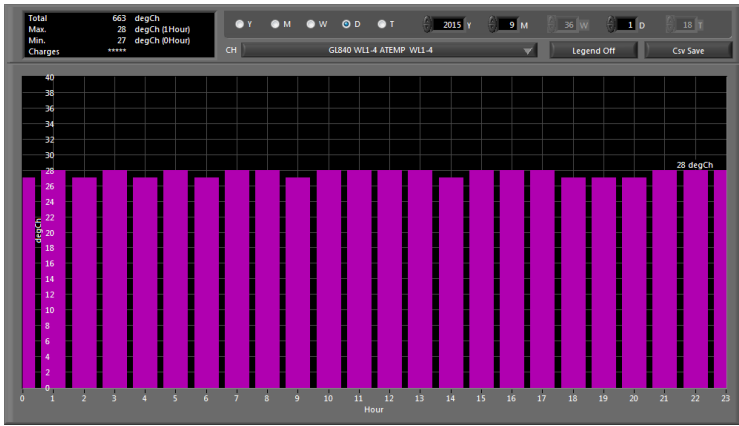 Total 663 degCh
Max. 28 degCh (1Hour)
Min. 27 degCh (0Hour)
Charges *****
Y M W D T 2015 Y 9 M 36 W 1 D 18 T
CH GL840 WL1-4 ATEMP WL1-4 Legend Off Csv Save
40
38
36
34
32
30
28 degCh
28
26
24
22
20
degCh
18
16
14
12
10
8
6
4
2
0
0 1 2 3 4 5 6 7 8 9 10 11 12 13 14 15 16 17 18 19 20 21 22 23
Hour